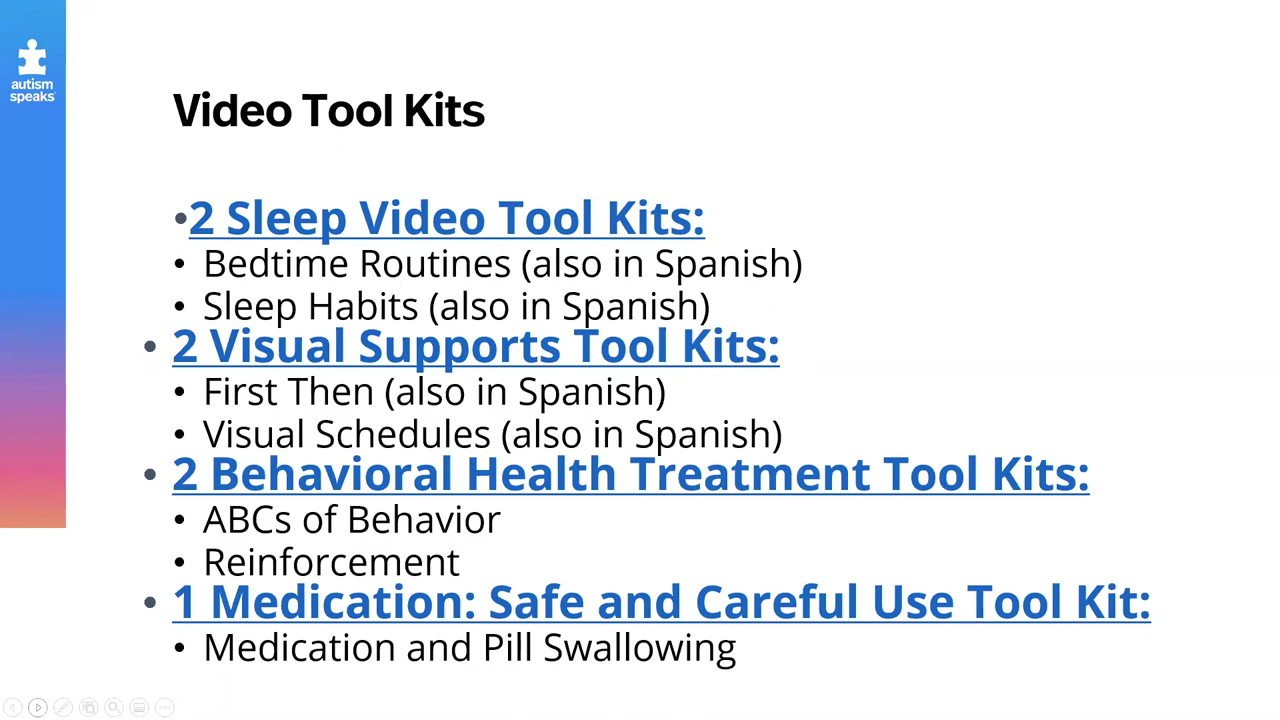 autism
speaks
Video Tool Kits
•2 Sleep Video Tool Kits:
• Bedtime Routines (also in Spanish)
• Sleep Habits (also in Spanish)
• 2 Visual Supports Tool Kits:
• First Then (also in Spanish)
• Visual Schedules (also in Spanish)
• 2 Behavioral Health Treatment Tool Kits:
• ABCs of Behavior
• Reinforcement
• 1 Medication: Safe and Careful Use Tool Kit:
• Medication and Pill Swallowing